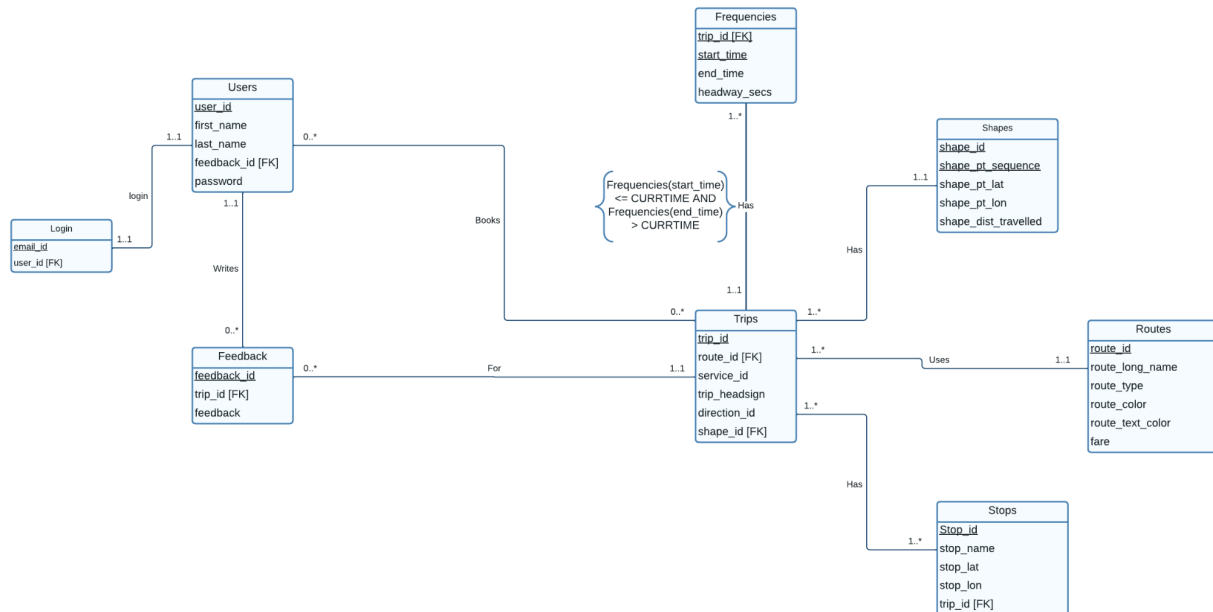 Frequencies
trip_id [FK]
start_time
end_time
headway_secs
Users
user_id
first_name
last_name
feedback_id [FK]
password
1..1
0..*
1..*
Shapes
shape_id
shape_pt_sequence
shape_pt_lat
shape_pt_lon
shape_dist_travelled
1..1
Frequencies(start_time)
<= CURRTIME AND
Frequencies(end_time)
> CURRTIME
Has
login
1..1
Books
Login
email_id
user_id [FK]
1..1
Writes
Has
1..1
0..*
0..*
1..*
Trips
trip_id
route_id [FK]
service_id
trip_headsign
direction_id
shape_id [FK]
Feedback
feedback_id
trip_id [FK]
feedback
0..*
For
1..1
1..*
Uses
1..1
Routes
route_id
route_long_name
route_type
route_color
route_text_color
fare
1..*
Has
1..*
Stops
Stop_id
stop_name
stop_lat
stop_lon
trip_id [FK]